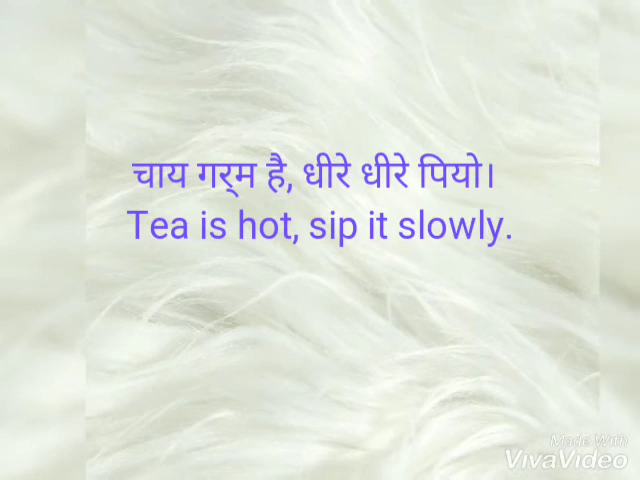 चाय गर्‌म है, धीरे धीरे पियो।
Tea is hot, sip it slowly.
Made With
VivaVideo